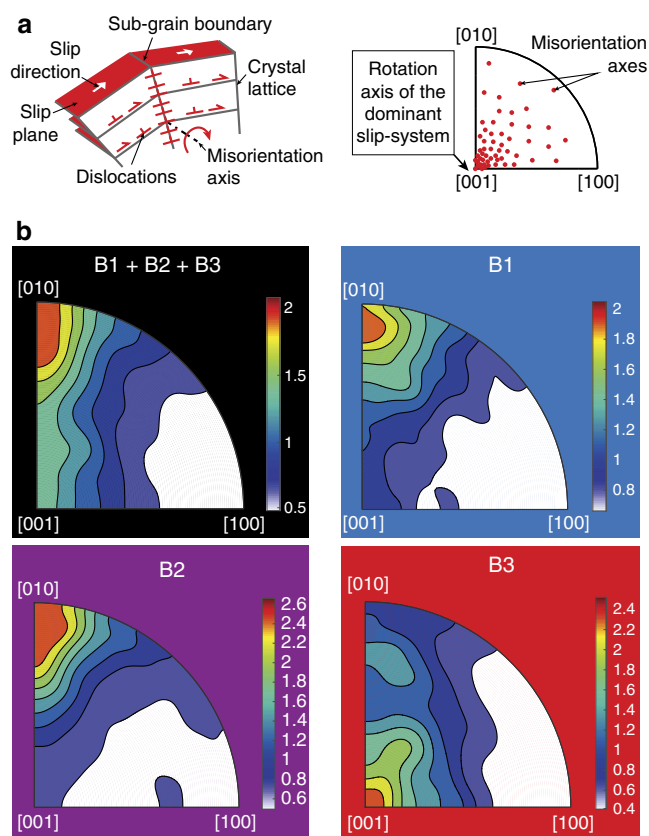 a
Sub-grain boundary
Slip
direction
Slip
plane
Crystal
lattice
Misorientation
axis
Dislocations
[010]
Misorientation
axes
Rotation
axis of the
dominant
slip-system
[001]
[100]
b
B1 + B2 + B3
[010]
2
1.5
1
0.5
[001]
[100]
B1
[010]
2
1.8
1.6
1.4
1.2
1
0.8
[001]
[100]
B2
[010]
2.6
2.4
2.2
2
1.8
1.6
1.4
1.2
1
0.8
0.6
[001]
[100]
B3
[010]
2.4
2.2
2
1.8
1.6
1.4
1.2
1
0.8
0.6
0.4
[001]
[100]